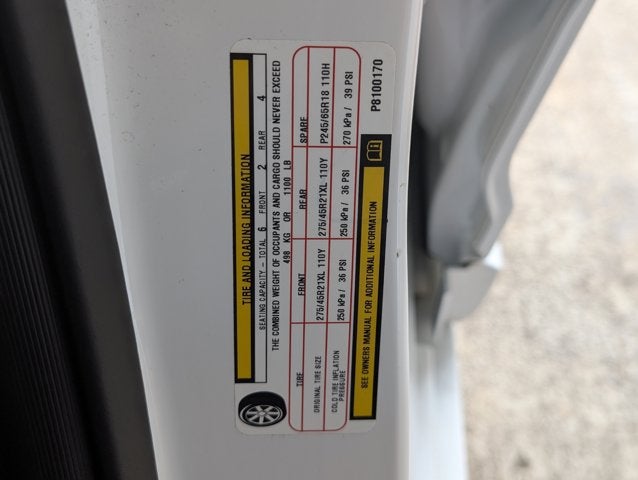 TIRE AND LOADING INFORMATION
SEATING CAPACITY - TOTAL 6 FRONT 2 REAR 4
THE COMBINED WEIGHT OF OCCUPANTS AND CARGO SHOULD NEVER EXCEED
498 KG OR 1100 LB
TIRE FRONT REAR SPARE
ORIGINAL TIRE SIZE 275/45R21XL 110Y 275/45R21XL 110Y P245/65R18 110H
COLD TIRE INFLATION
PRESSURE 250 kPa / 36 PSI 250 kPa / 36 PSI 270 kPa / 39 PSI
SEE OWNERS MANUAL FOR ADDITIONAL INFORMATION
P8100170